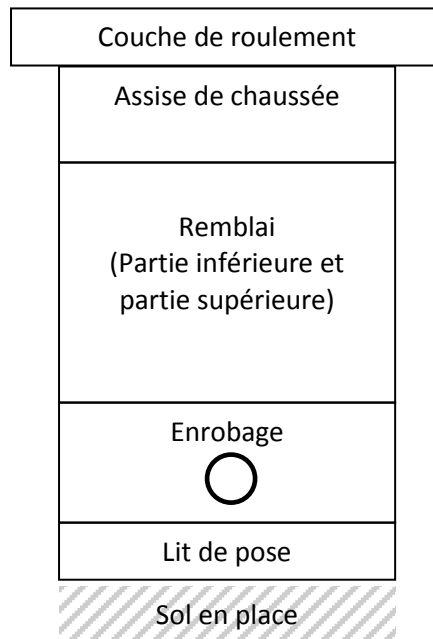 Couche de roulement
Assise de chaussée
Remblai
(Partie inférieure et
partie supérieure)
Enrobage
Lit de pose
Sol en place